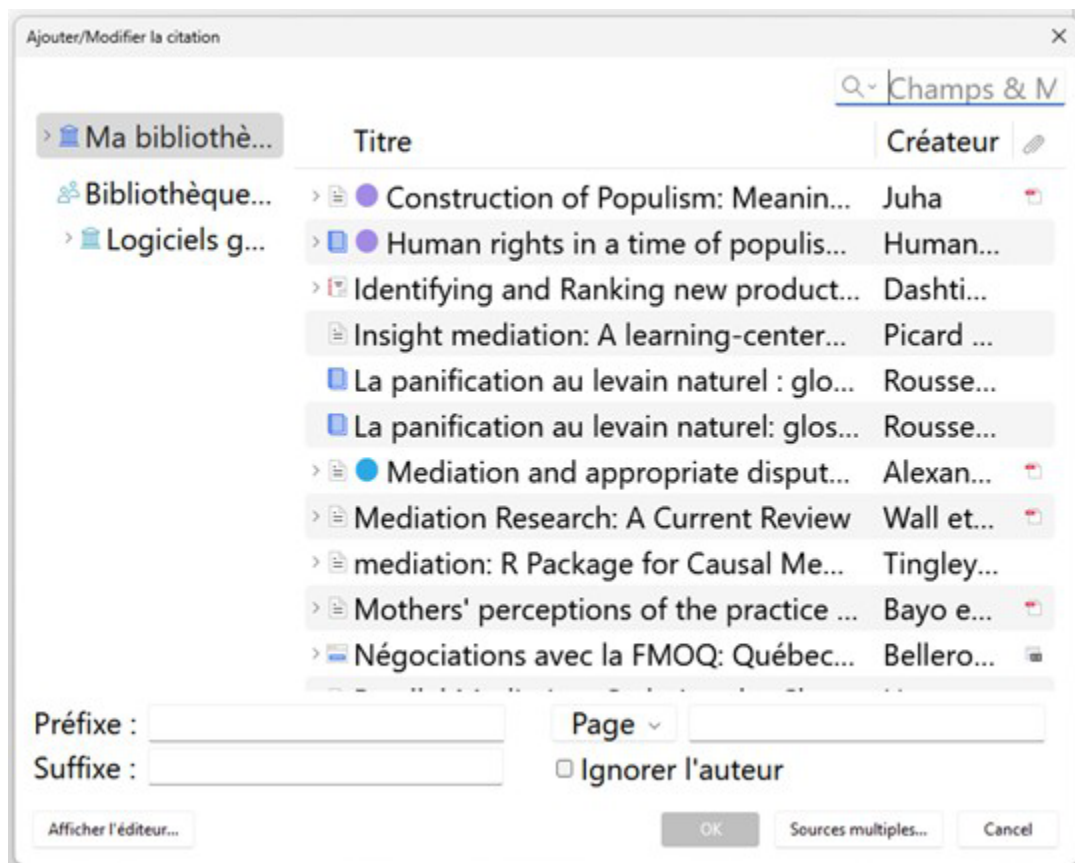 Ajouter/Modifier la citation
Champs & M
Ma bibliothè...
Bibliothèque...
Logiciels g...
Titre Créateur
Construction of Populism: Meanin... Juha
Human rights in a time of populis... Human...
Identifying and Ranking new product... Dashti...
Insight mediation: A learning-center... Picard ...
La panification au levain naturel : glo... Rousse...
La panification au levain naturel: glos... Rousse...
Mediation and appropriate disput... Alexan...
Mediation Research: A Current Review Wall et...
mediation: R Package for Causal Me... Tingley...
Mothers' perceptions of the practice ... Bayo e...
Négociations avec la FMOQ: Québec... Bellero...
Préfixe : Page
Suffixe : Ignorer l'auteur
Afficher l'éditeur... OK Sources multiples... Cancel